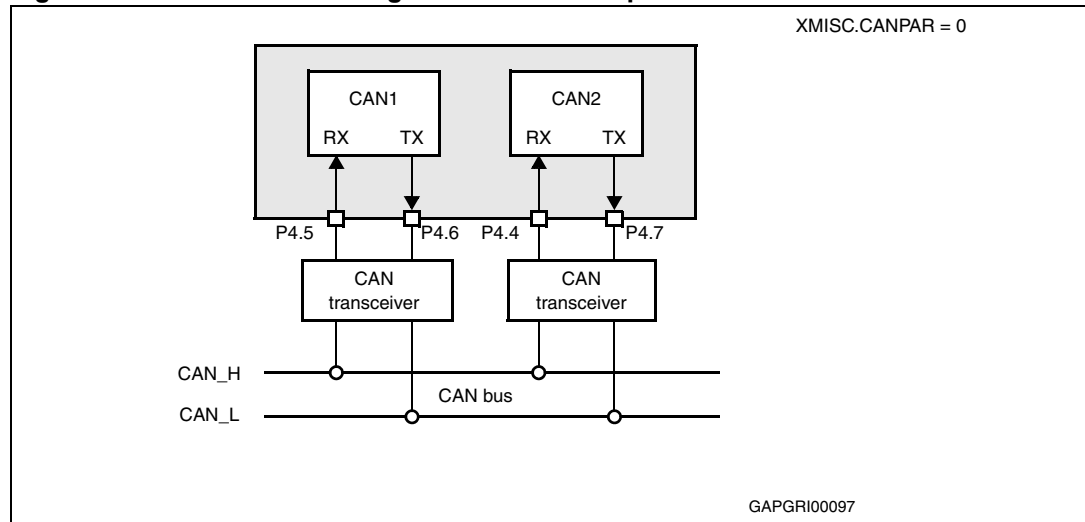 XMISC.CANPAR = 0
CAN1
CAN2
RX TX
RX TX
P4.5
P4.6
P4.4
P4.7
CAN
transceiver
CAN
transceiver
CAN_H
CAN bus
CAN_L
GAPGRI00097